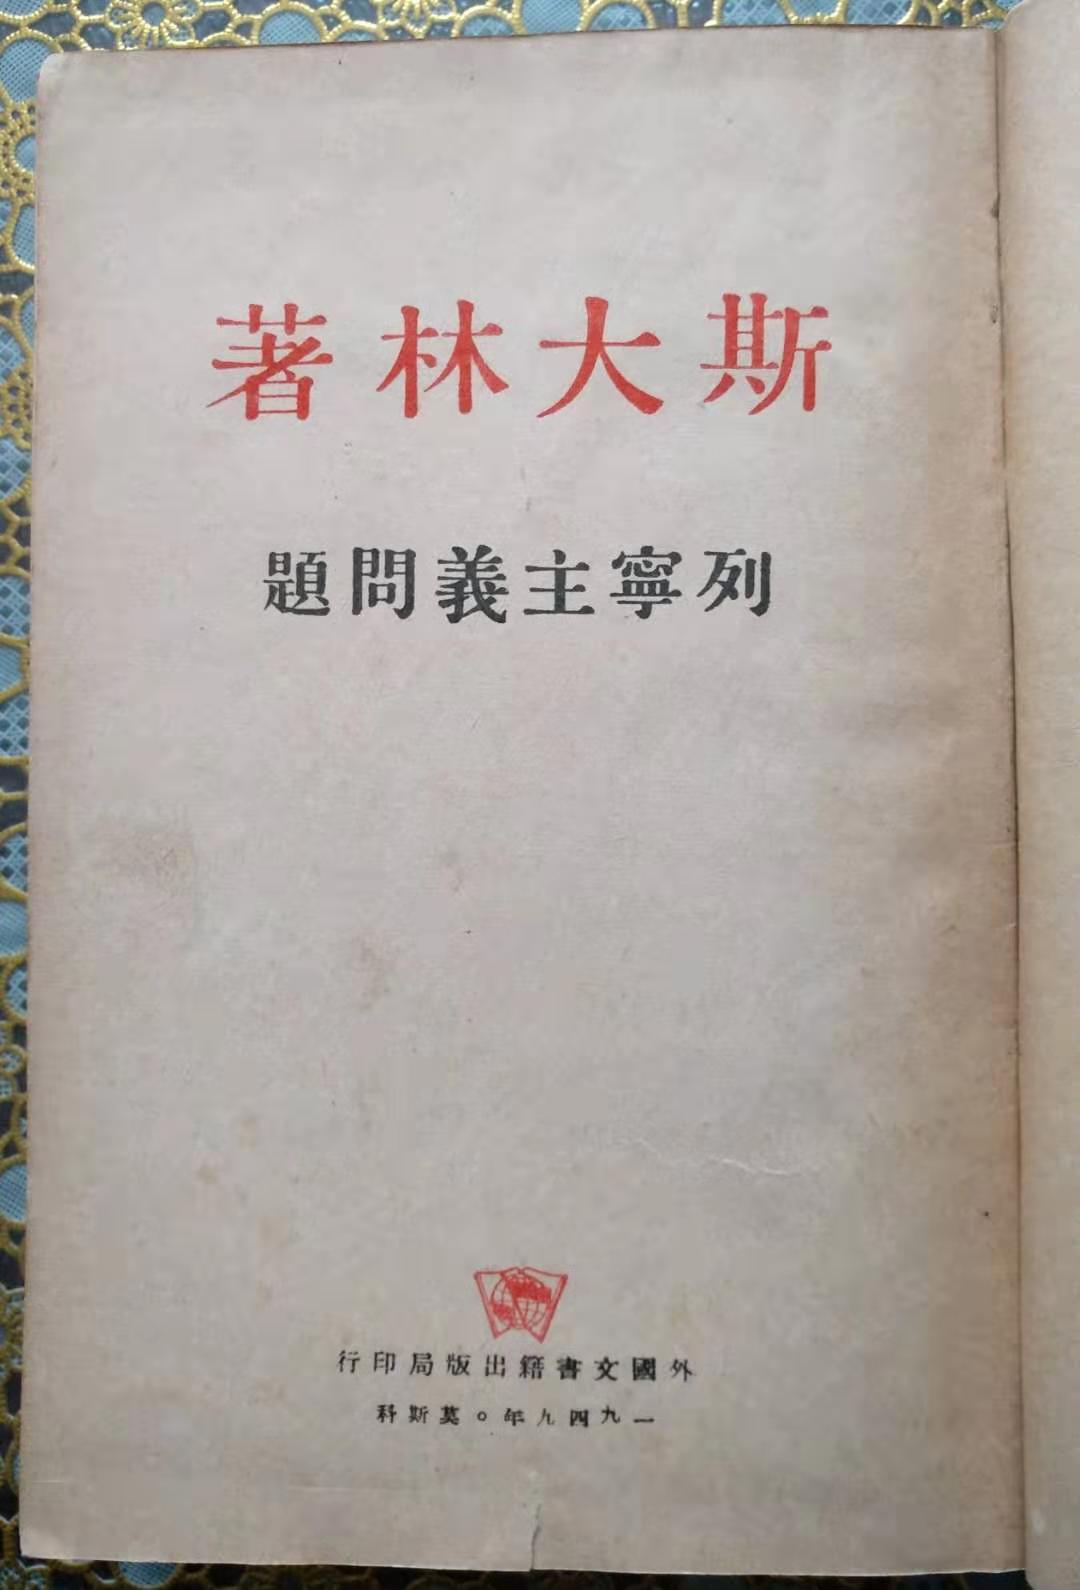 斯大林著
列寧主義問題
外國文書籍出版局印行
一九四九年。莫斯科